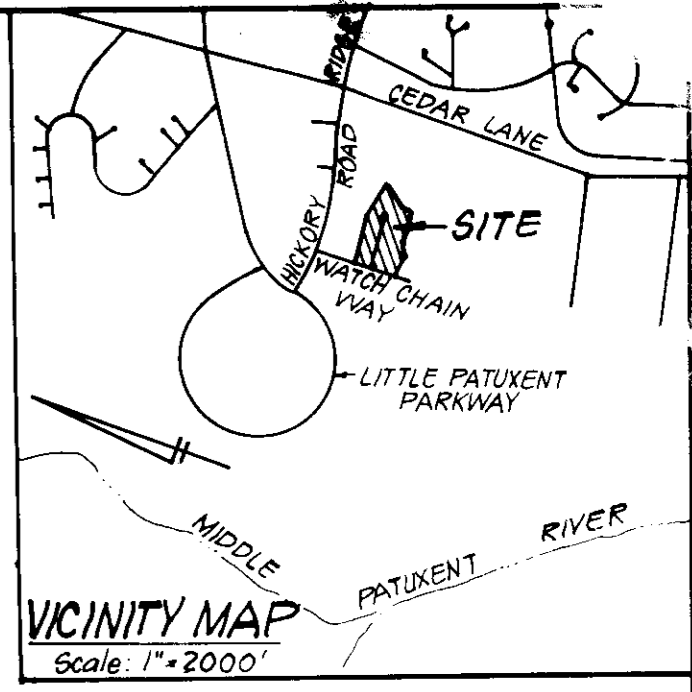 RIDGE
CEDAR LANE
ROAD
HICKORY
SITE
WATCH CHAIN
WAY
LITTLE PATUXENT
PARKWAY
MIDDLE
PATUXENT
RIVER
VICINITY MAP
Scale: 1"=2000'